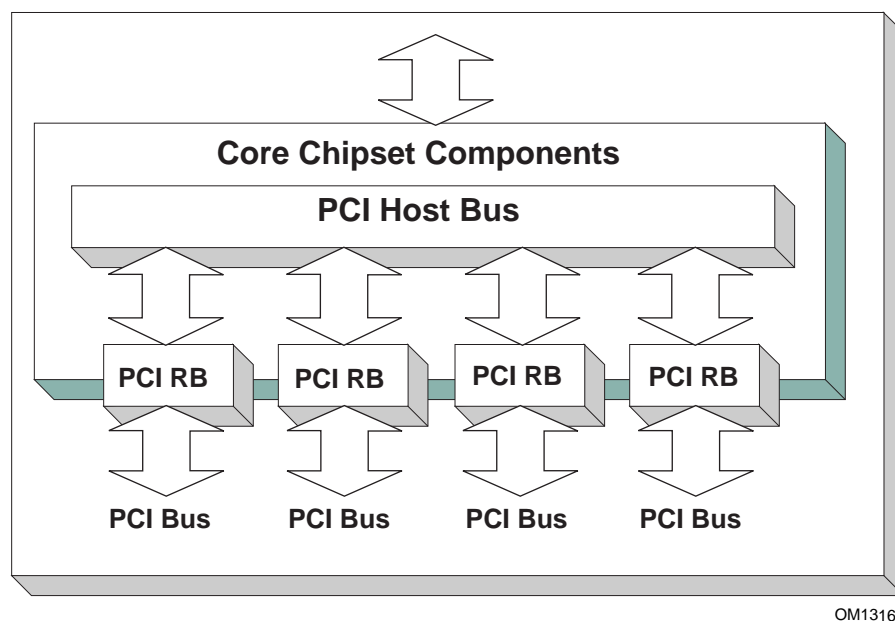 Core Chipset Components
PCI Host Bus
PCI RB PCI RB PCI RB PCI RB
PCI Bus PCI Bus PCI Bus PCI Bus
OM1316